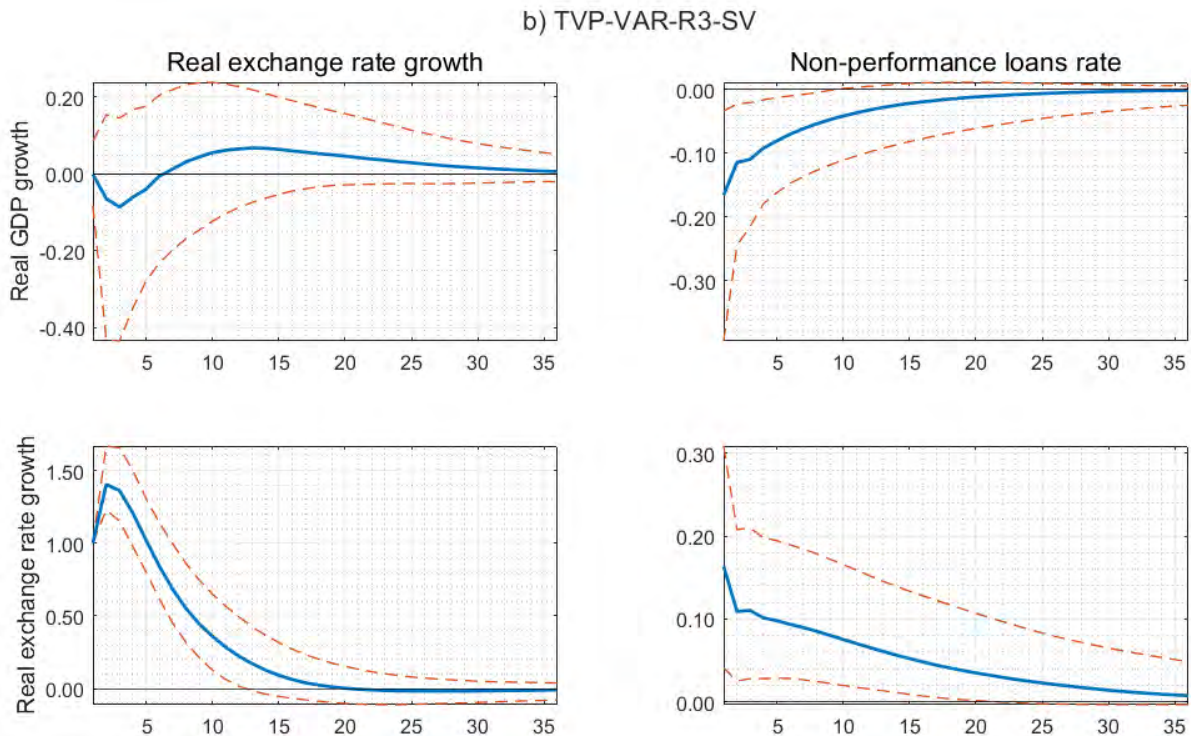 b) TVP-VAR-R3-SV
Real exchange rate growth
Non-performance loans rate
Real GDP growth
0.20
0.00
-0.20
-0.40
5 10 15 20 25 30 35
0.00
-0.10
-0.20
-0.30
5 10 15 20 25 30 35
Real exchange rate growth
1.50
1.00
0.50
0.00
5 10 15 20 25 30 35
0.30
0.20
0.10
0.00
5 10 15 20 25 30 35